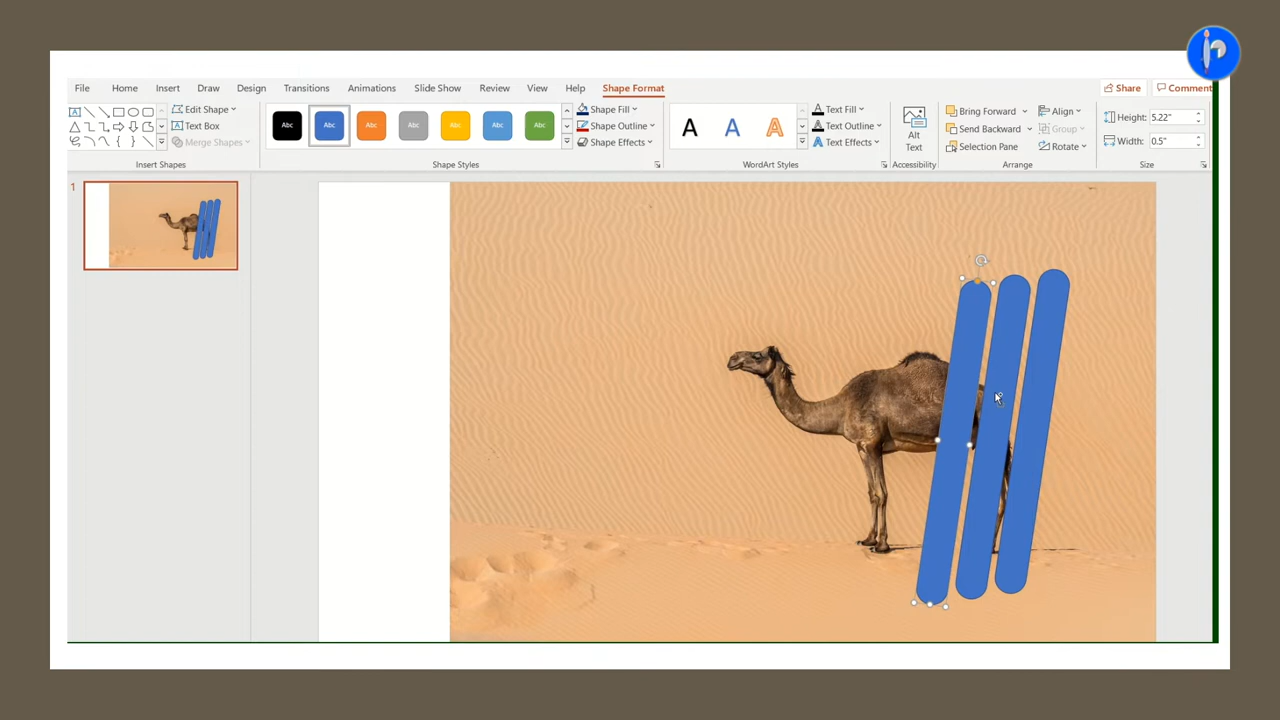 File Home Insert Draw Design Transitions Animations Slide Show Review View Help Shape Format Share Comment
Edit Shape
Text Box
Merge Shapes
Insert Shapes
Abc Abc Abc Abc Abc Abc Abc
Shape Fill
Shape Outline
Shape Effects
Shape Styles
A A A
Text Fill
Text Outline
Text Effects
WordArt Styles
Alt
Text
Accessibility
Bring Forward
Send Backward
Selection Pane
Align
Group
Rotate
Arrange
Height: 5.22"
Width: 0.5"
Size
1